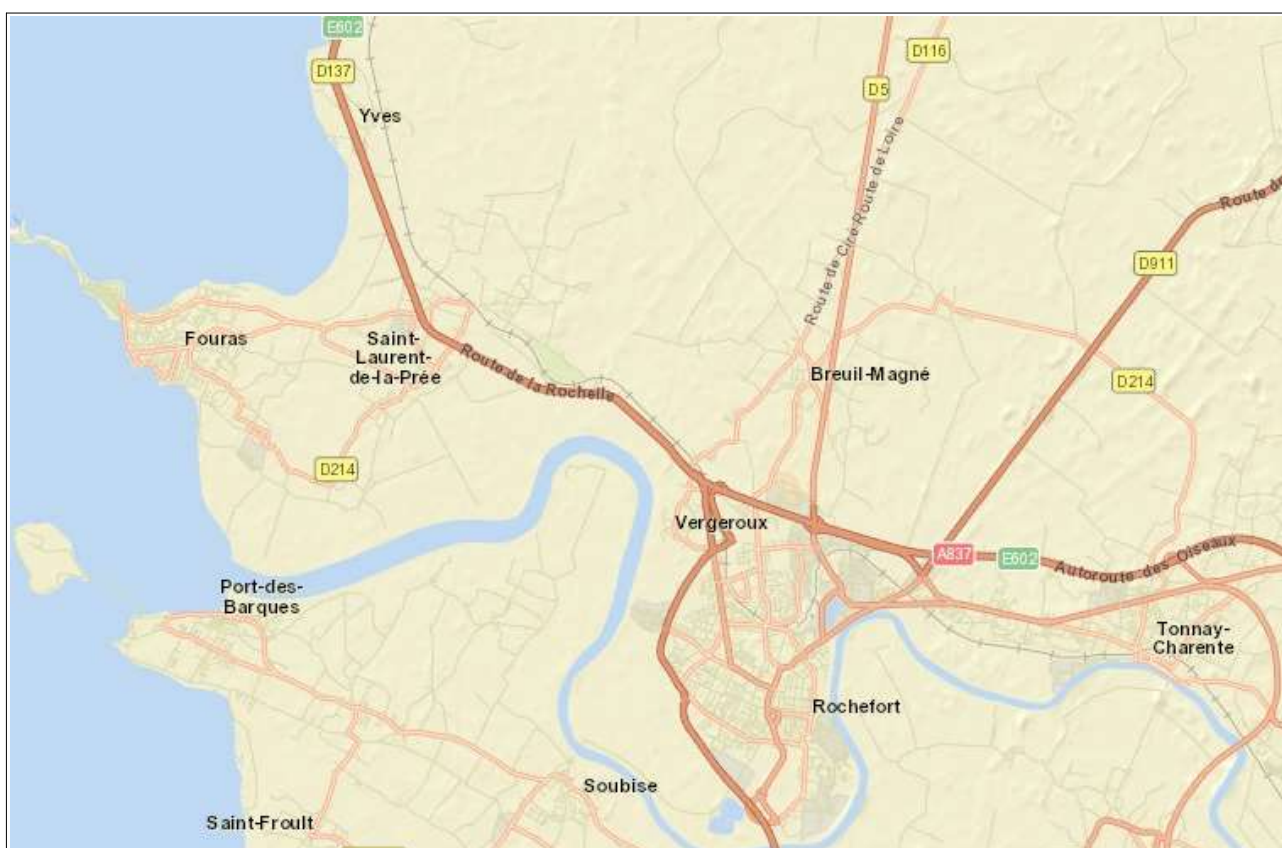 E602
D137
D116
D5
Yves
Route de Ciré Route de Loire
Route de
D911
Fouras
Saint-
Laurent-
de-la-Prée
Route de la Rochelle
Breuil-Magné
D214
D214
Vergeroux
A837
E602
Autoroute des Oiseaux
Port-des-
Barques
Tonnay-
Charente
Rochefort
Soubise
Saint-Froult